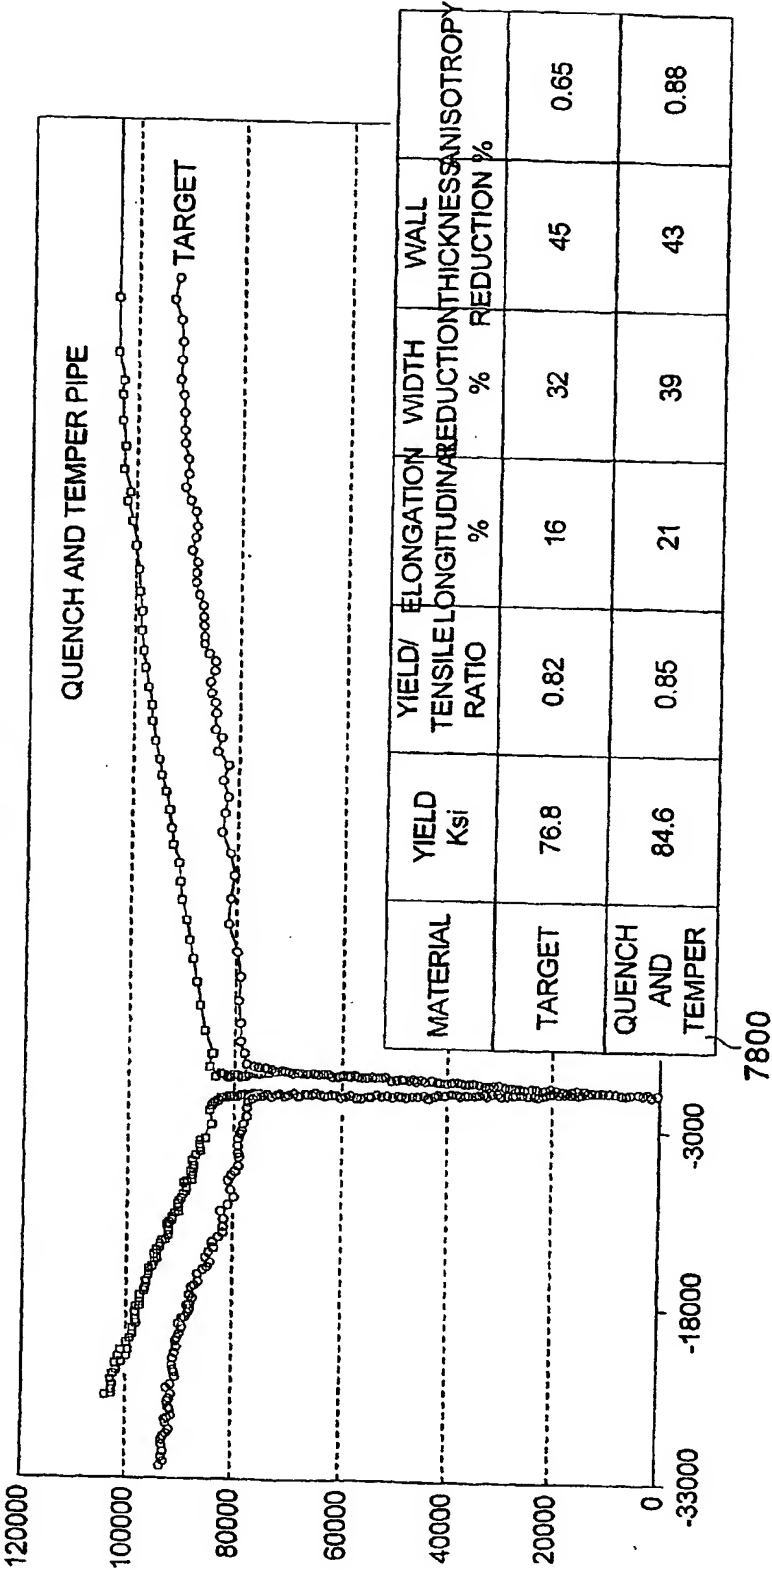 120000
100000
80000
60000
40000
20000
0
-33000
-18000
-3000
QUENCH AND TEMPER PIPE
TARGET
MATERIAL
YIELD
Ksi
YIELD/
TENSILE
RATIO
ELONGATION
LONGITUDINAL
%
WIDTH
REDUCTION
%
WALL
THICKNESS
REDUCTION %
ANISOTROPY
TARGET
76.8
0.82
16
32
45
0.65
QUENCH
AND
TEMPER
84.6
0.85
21
39
43
0.88
7800